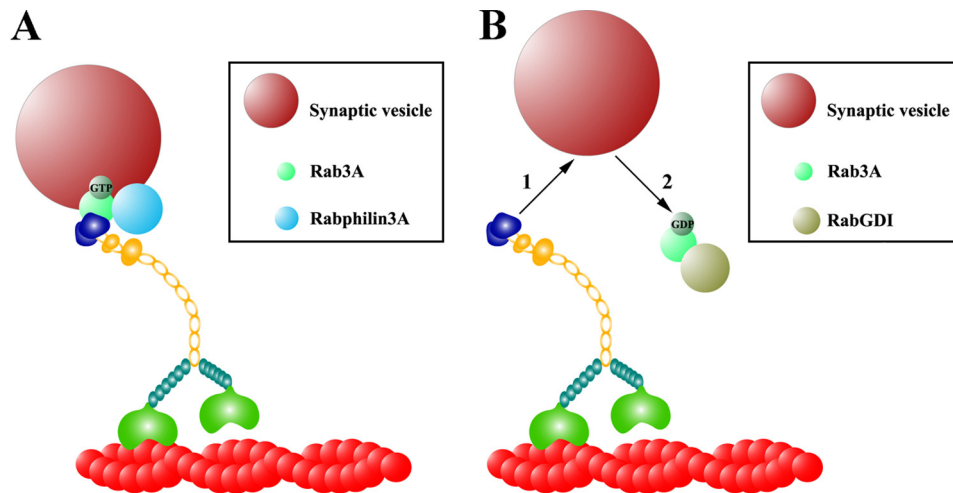 A
Synaptic vesicle
GTP
Rab3A
Rabphilin3A
B
Synaptic vesicle
1
2
Rab3A
GDP
RabGDI